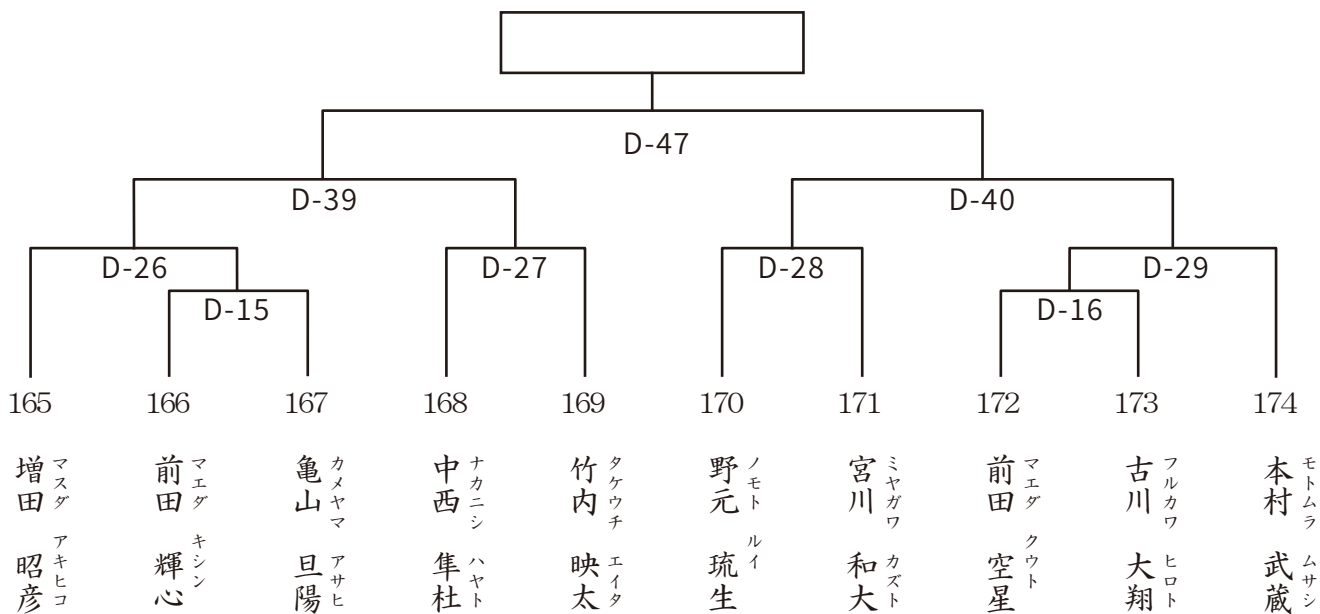 D-47
D-39
D-40
D-26
D-27
D-28
D-29
D-15
D-16
165
166
167
168
169
170
171
172
173
174
増田 昭彦
マスダ アキヒコ
前田 輝心
マエダ キシン
亀山 旦陽
カメヤマ アサヒ
中西 隼杜
ナカニシ ハヤト
竹内 映太
タケウチ エイタ
野元 琉生
ノモト ルイ
宮川 和大
ミヤガワ カズト
前田 空星
マエダ クウト
古川 大翔
フルカワ ヒロト
本村 武蔵
モトムラ ムサシ